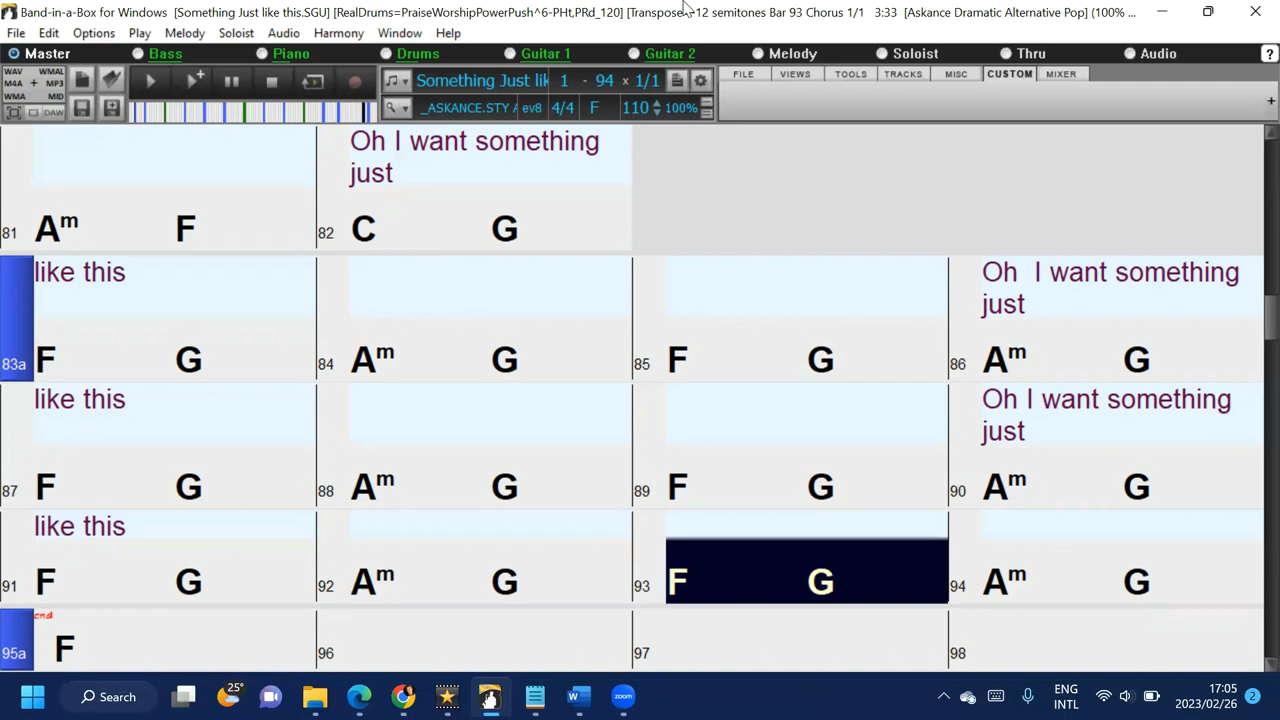 Band-in-a-Box for Windows [Something Just like this.SGU] [RealDrums=PraiseWorshipPowerPush^6-PHt,PRd_120] [Transpose -12 semitones Bar 93 Chorus 1/1 3:33 [Askance Dramatic Alternative Pop] (100% ...
File Edit Options Play Melody Soloist Audio Harmony Window Help
Master Bass Piano Drums Guitar 1 Guitar 2 Melody Soloist Thru Audio ?
WAV WMAL
M4A + MP3
WMA MID
DAW
Something Just lik 1 - 94 x 1/1
_ASKANCE.STY A ev8 4/4 F 110 100%
FILE VIEWS TOOLS TRACKS MISC CUSTOM MIXER
+
Oh I want something
just
81 Am F 82 C G
like this Oh I want something
just
83a F G 84 Am G 85 F G 86 Am G
like this Oh I want something
just
87 F G 88 Am G 89 F G 90 Am G
like this
91 F G 92 Am G 93 F G 94 Am G
end
95a F 96 97 98
Search 25° W zoom ENG INTL 17:05 2023/02/26 2